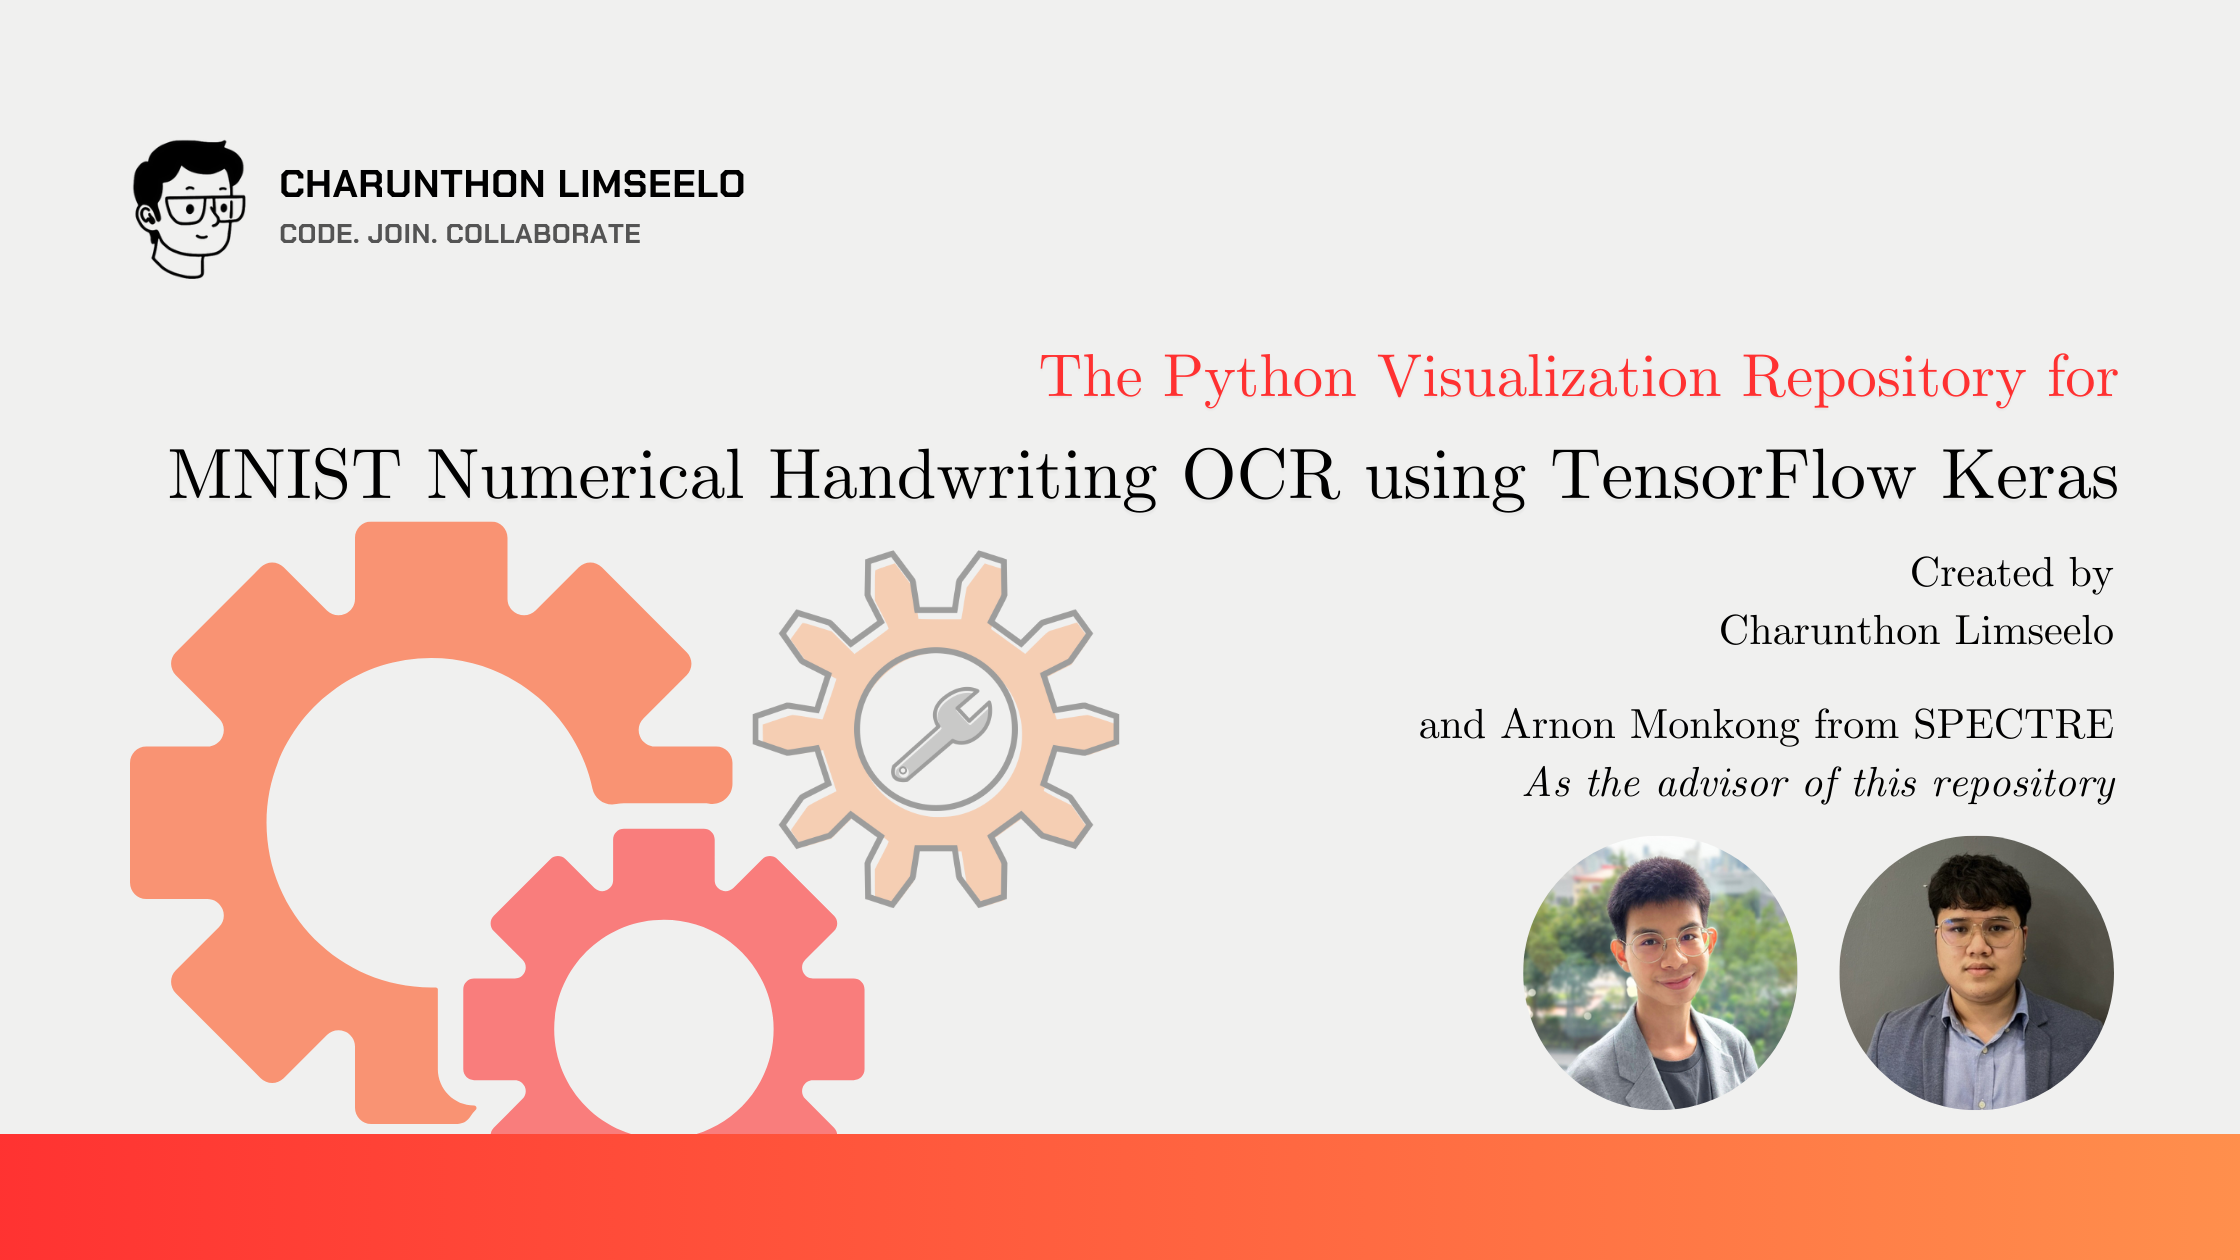 CHARUNTHON LIMSEELO
CODE. JOIN. COLLABORATE
The Python Visualization Repository for
MNIST Numerical Handwriting OCR using TensorFlow Keras
Created by
Charunthon Limseelo
and Arnon Monkong from SPECTRE
As the advisor of this repository